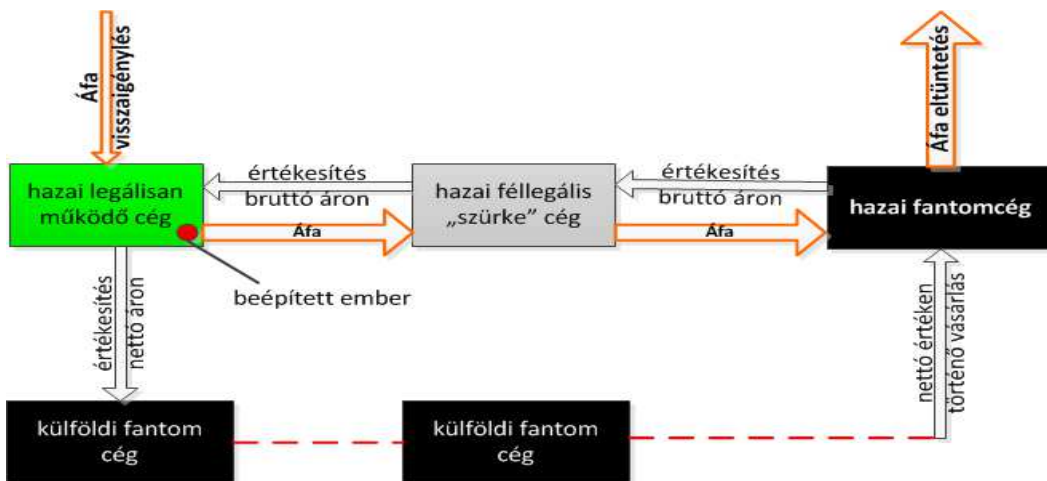 Áfa
visszaigénylés
Áfa eltüntetés
hazai legálisan
működő cég
értékesítés
bruttó áron
hazai féllegális
„szürke” cég
értékesítés
bruttó áron
hazai fantomcég
Áfa
Áfa
beépített ember
értékesítés
nettó áron
nettó értéken
történő vásárlás
külföldi fantom
cég
külföldi fantom
cég